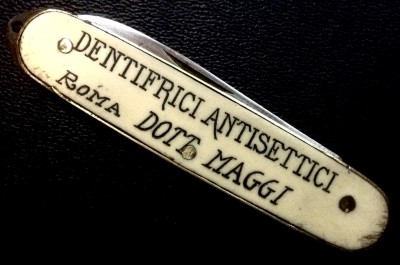 DENTIFRICI ANTISETTICI
ROMA DOTT. MAGGI